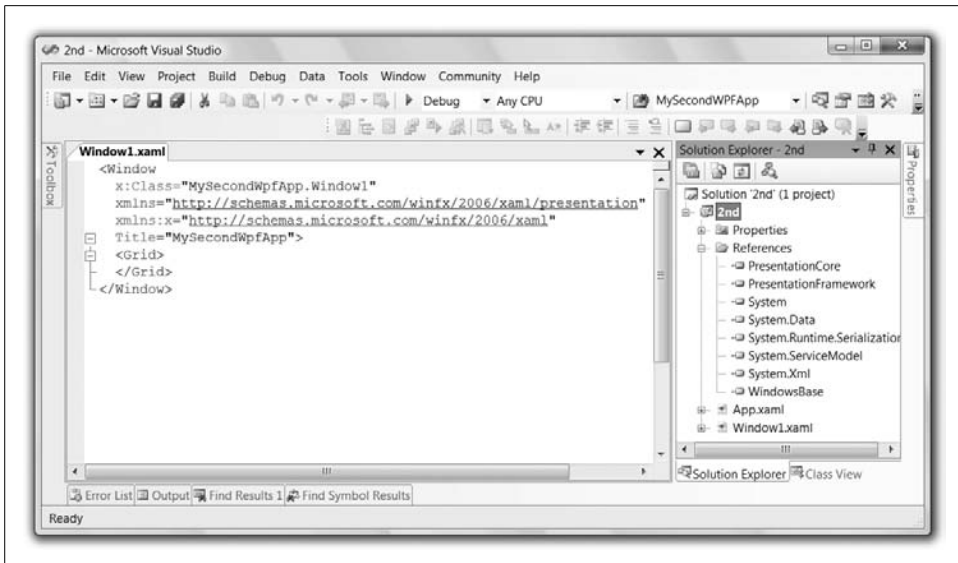 2nd - Microsoft Visual Studio
File Edit View Project Build Debug Data Tools Window Community Help
Debug Any CPU MySecondWPFApp
Toolbox
Window1.xaml
<Window
x:Class="MySecondWpfApp.Window1"
xmlns="http://schemas.microsoft.com/winfx/2006/xaml/presentation"
xmlns:x="http://schemas.microsoft.com/winfx/2006/xaml"
Title="MySecondWpfApp">
<Grid>
</Grid>
</Window>
Solution Explorer - 2nd
Solution '2nd' (1 project)
2nd
Properties
References
PresentationCore
PresentationFramework
System
System.Data
System.Runtime.Serialization
System.ServiceModel
System.Xml
WindowsBase
App.xaml
Window1.xaml
Solution Explorer Class View
Properties
Error List Output Find Results 1 Find Symbol Results
Ready